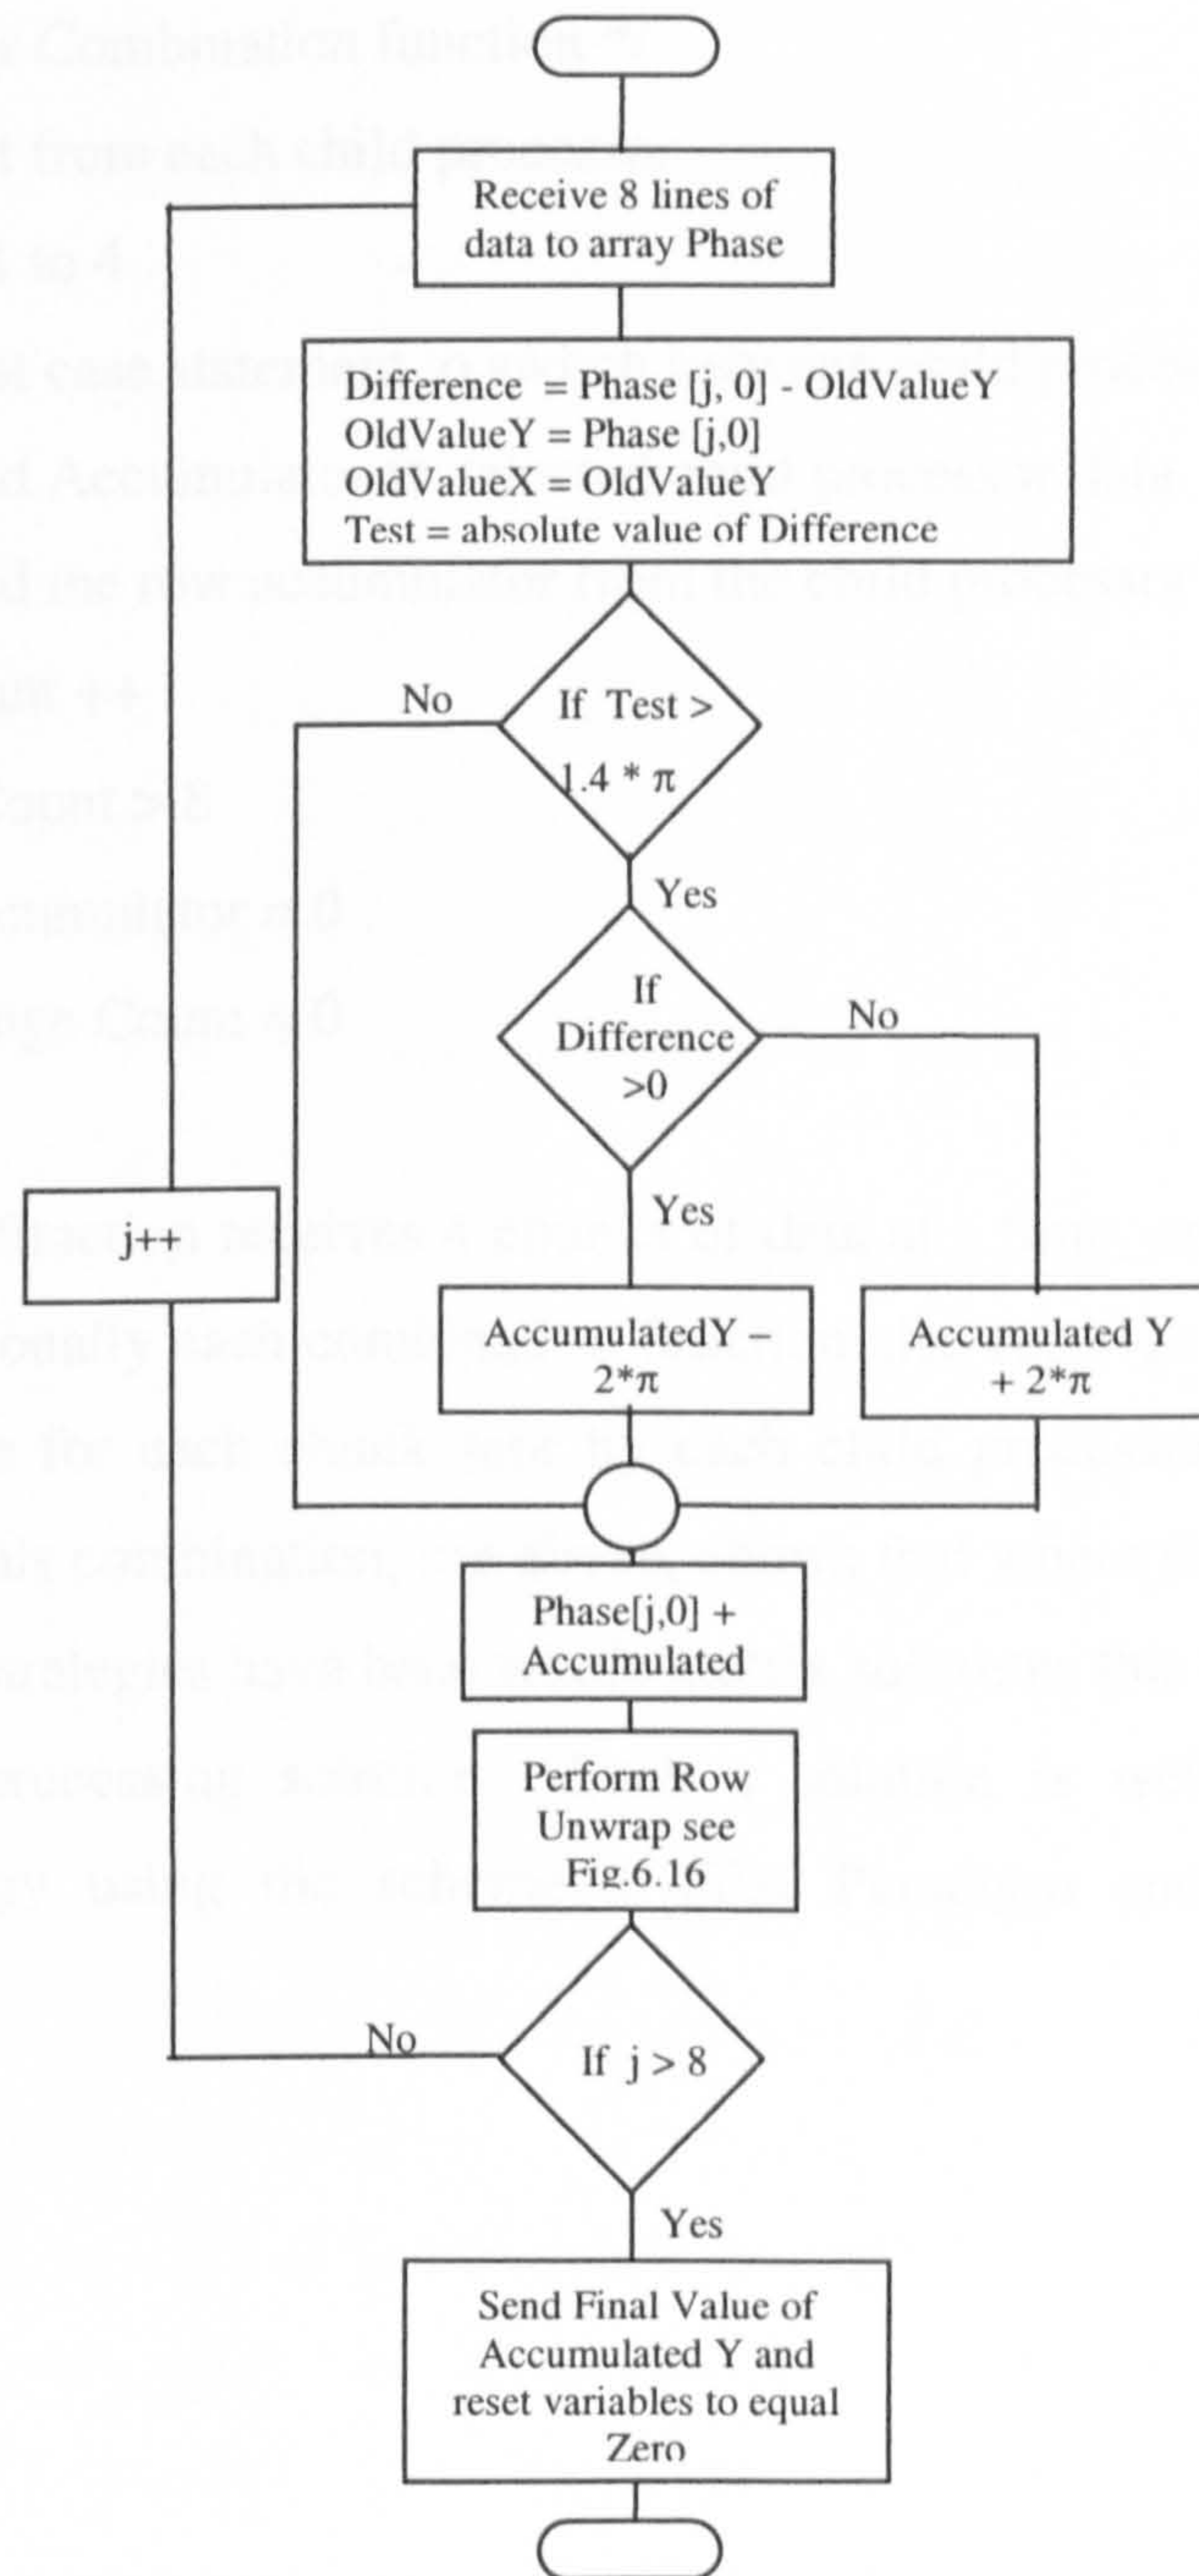 Receive 8 lines of
data to array Phase
Difference = Phase [j, 0] - OldValueY
OldValueY = Phase [j,0]
OldValueX = OldValueY
Test = absolute value of Difference
No
If Test >
1.4 * π
Yes
If
Difference
>0
No
Yes
j++
AccumulatedY –
2*π
Accumulated Y
+ 2*π
Phase[j,0] +
Accumulated
Perform Row
Unwrap see
Fig.6.16
No
If j > 8
Yes
Send Final Value of
Accumulated Y and
reset variables to equal
Zero